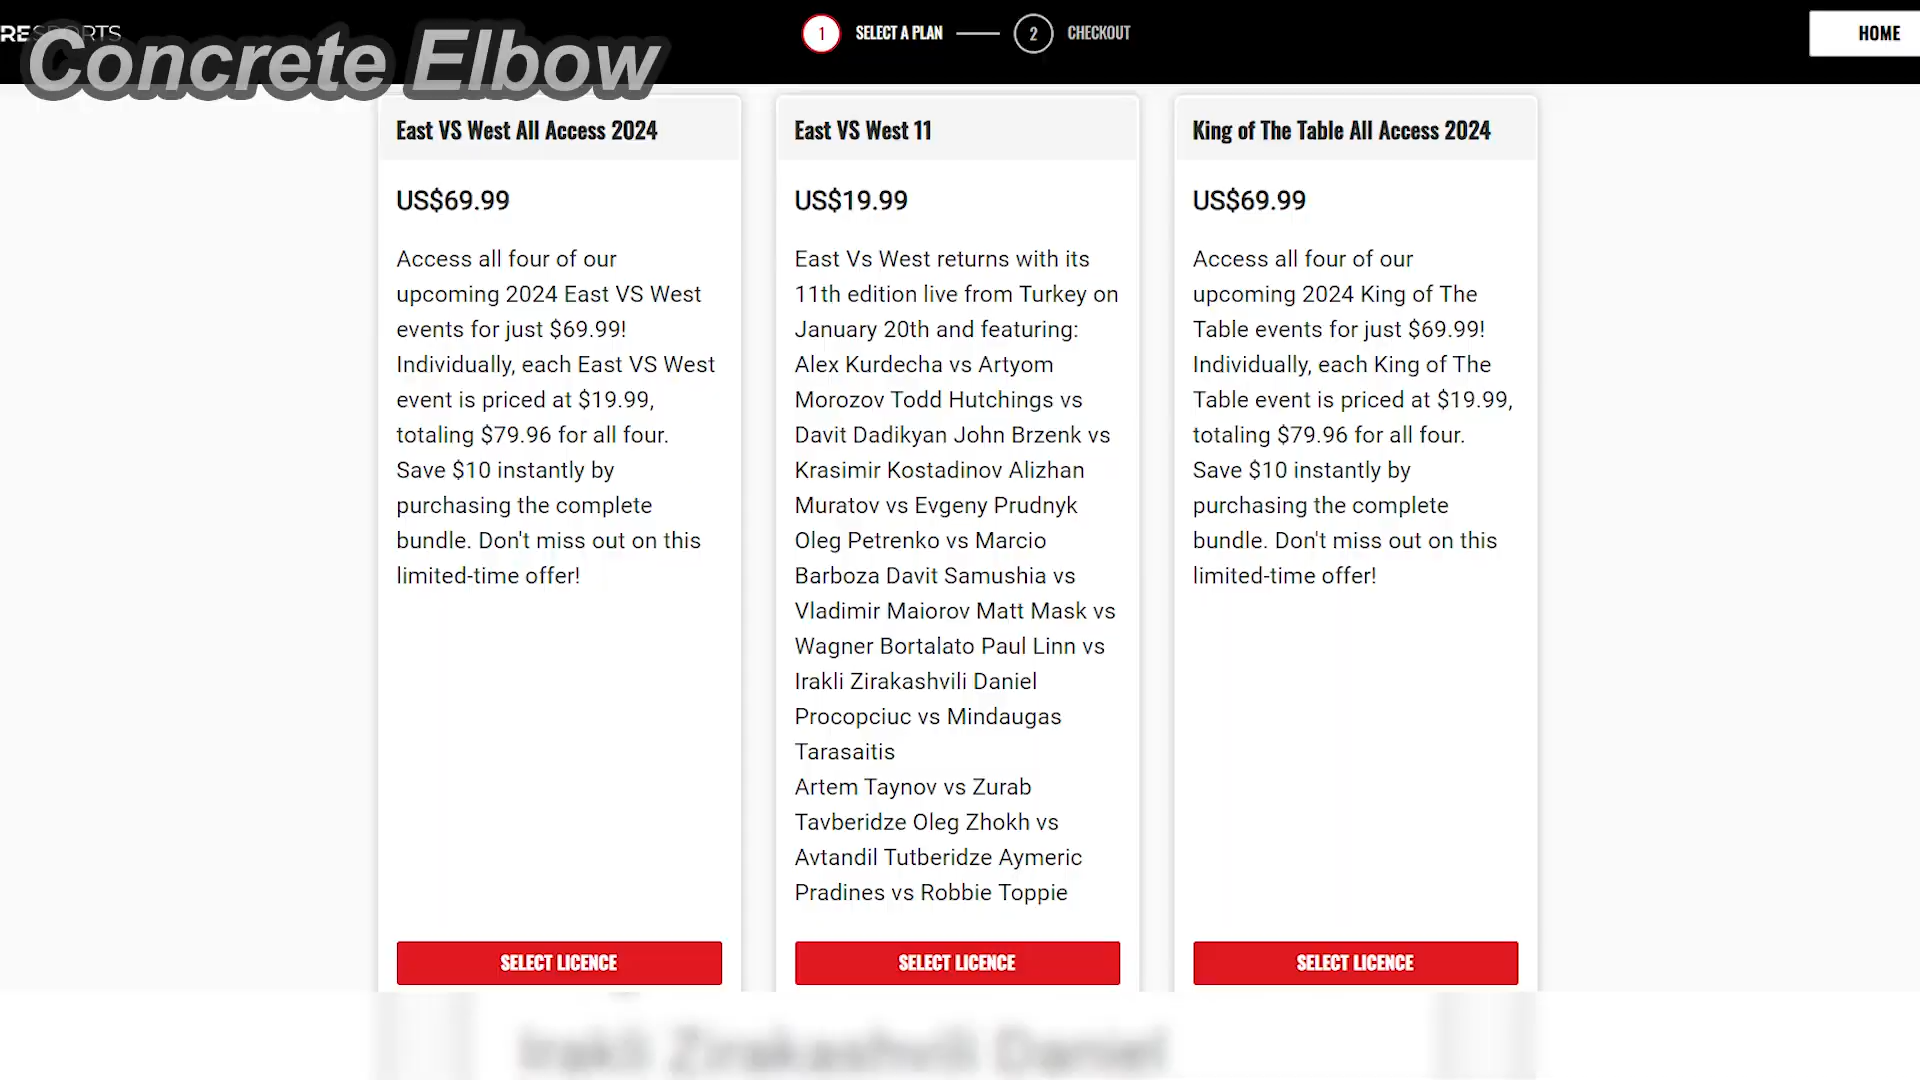 RESPORTS
Concrete Elbow
1 SELECT A PLAN
2 CHECKOUT
HOME
East VS West All Access 2024
US$69.99
Access all four of our
upcoming 2024 East VS West
events for just $69.99!
Individually, each East VS West
event is priced at $19.99,
totaling $79.96 for all four.
Save $10 instantly by
purchasing the complete
bundle. Don't miss out on this
limited-time offer!
SELECT LICENCE
East VS West 11
US$19.99
East Vs West returns with its
11th edition live from Turkey on
January 20th and featuring:
Alex Kurdecha vs Artyom
Morozov Todd Hutchings vs
Davit Dadikyan John Brzenk vs
Krasimir Kostadinov Alizhan
Muratov vs Evgeny Prudnyk
Oleg Petrenko vs Marcio
Barboza Davit Samushia vs
Vladimir Maiorov Matt Mask vs
Wagner Bortalato Paul Linn vs
Irakli Zirakashvili Daniel
Procopciuc vs Mindaugas
Tarasaitis
Artem Taynov vs Zurab
Tavberidze Oleg Zhokh vs
Avtandil Tutberidze Aymeric
Pradines vs Robbie Toppie
SELECT LICENCE
King of The Table All Access 2024
US$69.99
Access all four of our
upcoming 2024 King of The
Table events for just $69.99!
Individually, each King of The
Table event is priced at $19.99,
totaling $79.96 for all four.
Save $10 instantly by
purchasing the complete
bundle. Don't miss out on this
limited-time offer!
SELECT LICENCE
Irakli Zirakashvili Daniel